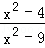 x² − 4
x² − 9